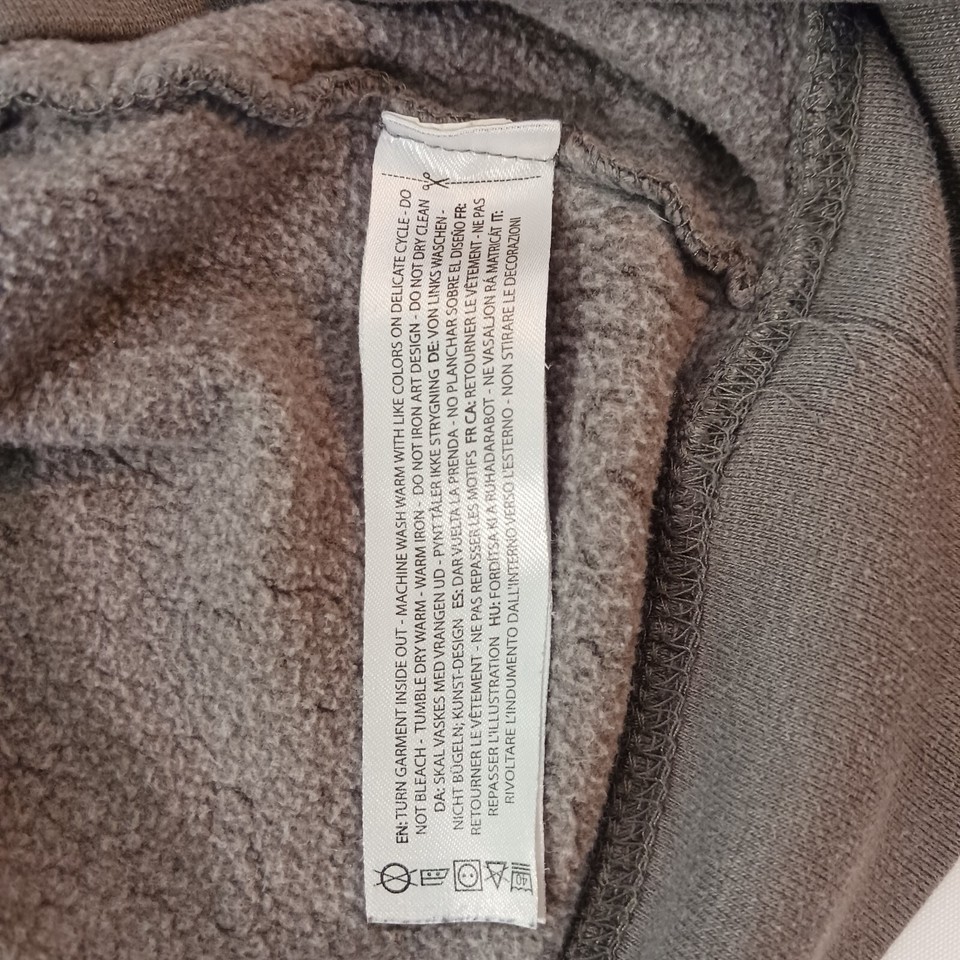 EN: TURN GARMENT INSIDE OUT - MACHINE WASH WARM WITH LIKE COLORS ON DELICATE CYCLE - DO
NOT BLEACH - TUMBLE DRY WARM - WARM IRON - DO NOT IRON ART DESIGN - DO NOT DRY CLEAN
DA: SKAL VASKES MED VRANGEN UD - PYNT TÅLER IKKE STRYGNING DE: VON LINKS WASCHEN -
NICHT BÜGELN; KUNST-DESIGN ES: DAR VUELTA LA PRENDA - NO PLANCHAR SOBRE EL DISEÑO FR:
RETOURNER LE VÊTEMENT - NE PAS REPASSER LES MOTIFS FR CA: RETOURNER LE VÊTEMENT - NE PAS
REPASSER L'ILLUSTRATION HU: FORDÍTSA KI A RUHADARABOT - NE VASALJON RÁ MATRICÁT IT:
RIVOLTARE L'INDUMENTO DALL'INTERNO VERSO L'ESTERNO - NON STIRARE LE DECORAZIONI
40